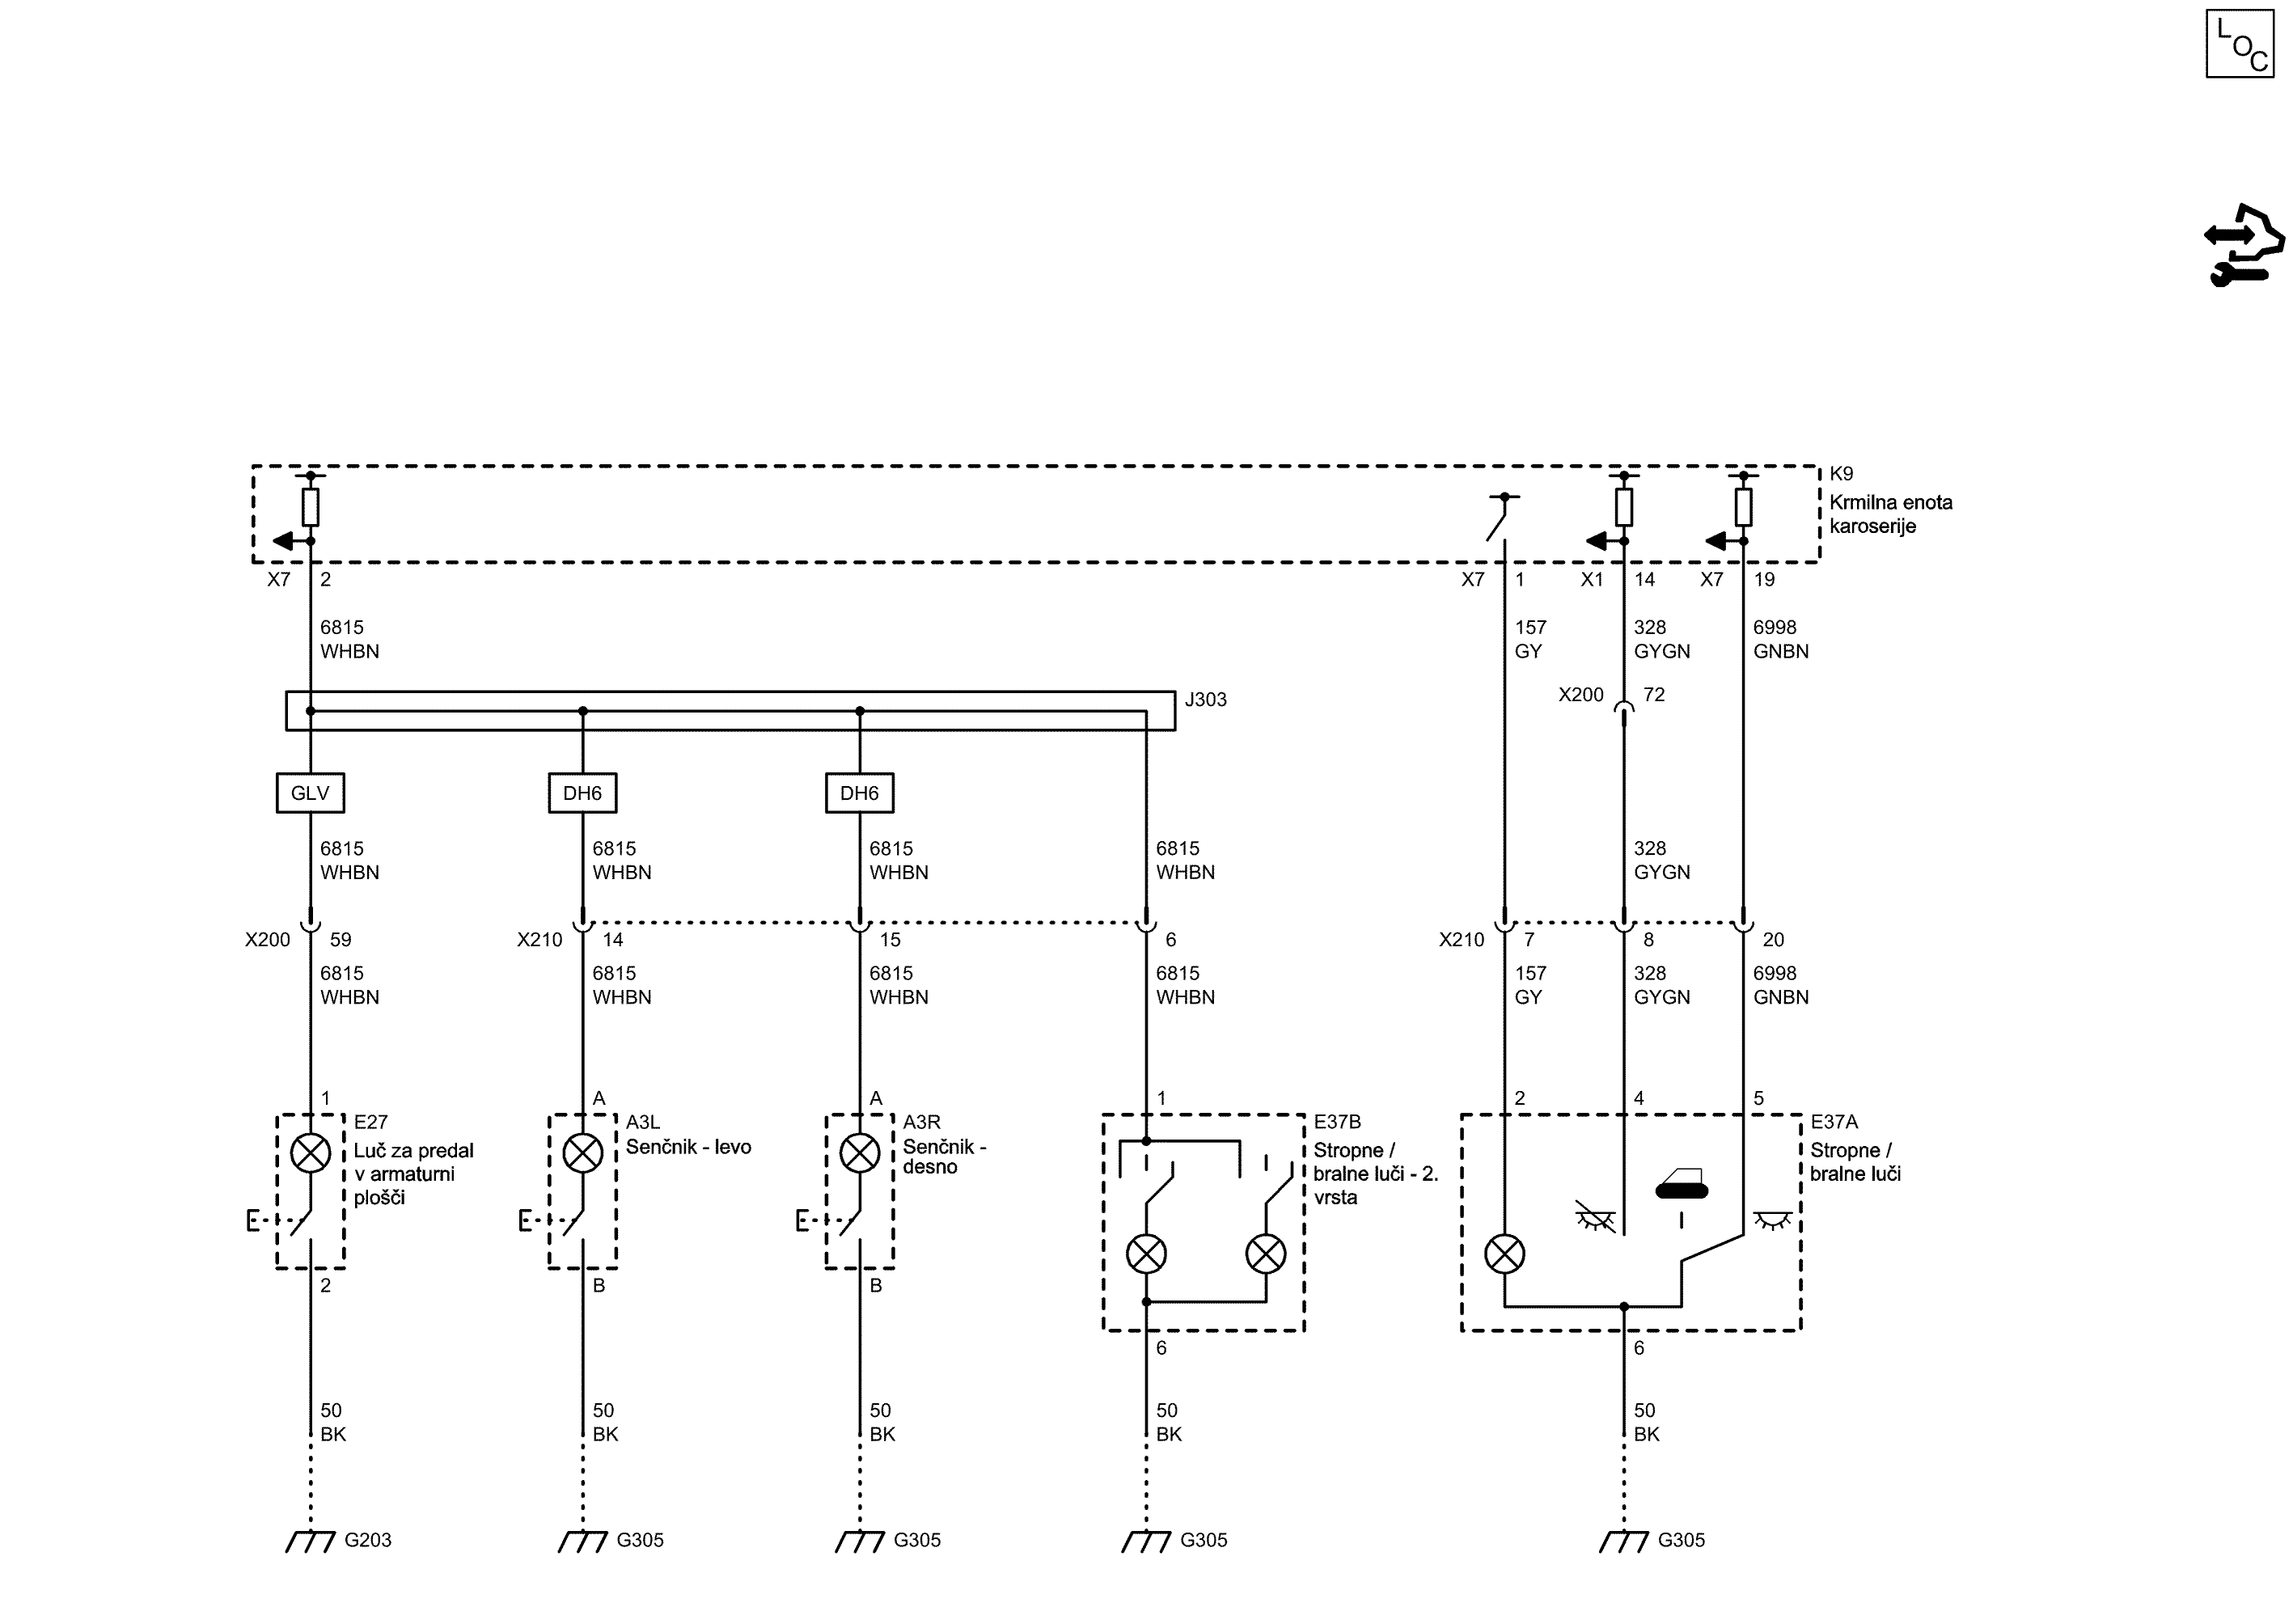 LOC
K9
Krmilna enota
karoserije
X7 2
X7 1
X1 14
X7 19
6815
WHBN
157
GY
328
GYGN
6998
GNBN
X200 72
J303
GLV
DH6
DH6
6815
WHBN
6815
WHBN
6815
WHBN
6815
WHBN
328
GYGN
X200 59
X210 14
15
6
X210 7
8
20
6815
WHBN
6815
WHBN
6815
WHBN
6815
WHBN
157
GY
328
GYGN
6998
GNBN
1
A
A
1
2
4
5
E27
Luč za predal
v armaturni
plošči
A3L
Senčnik - levo
A3R
Senčnik -
desno
E37B
Stropne /
bralne luči - 2.
vrsta
E37A
Stropne /
bralne luči
2
B
B
6
6
50
BK
50
BK
50
BK
50
BK
50
BK
G203
G305
G305
G305
G305